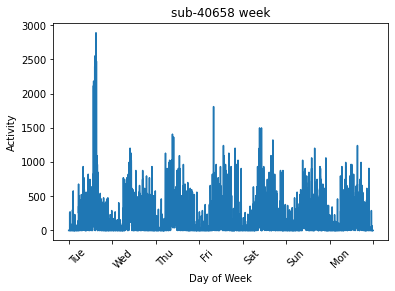 sub-40658 week
3000
2500
2000
1500
1000
500
0
Activity
Tue
Wed
Thu
Fri
Sat
Sun
Mon
Day of Week